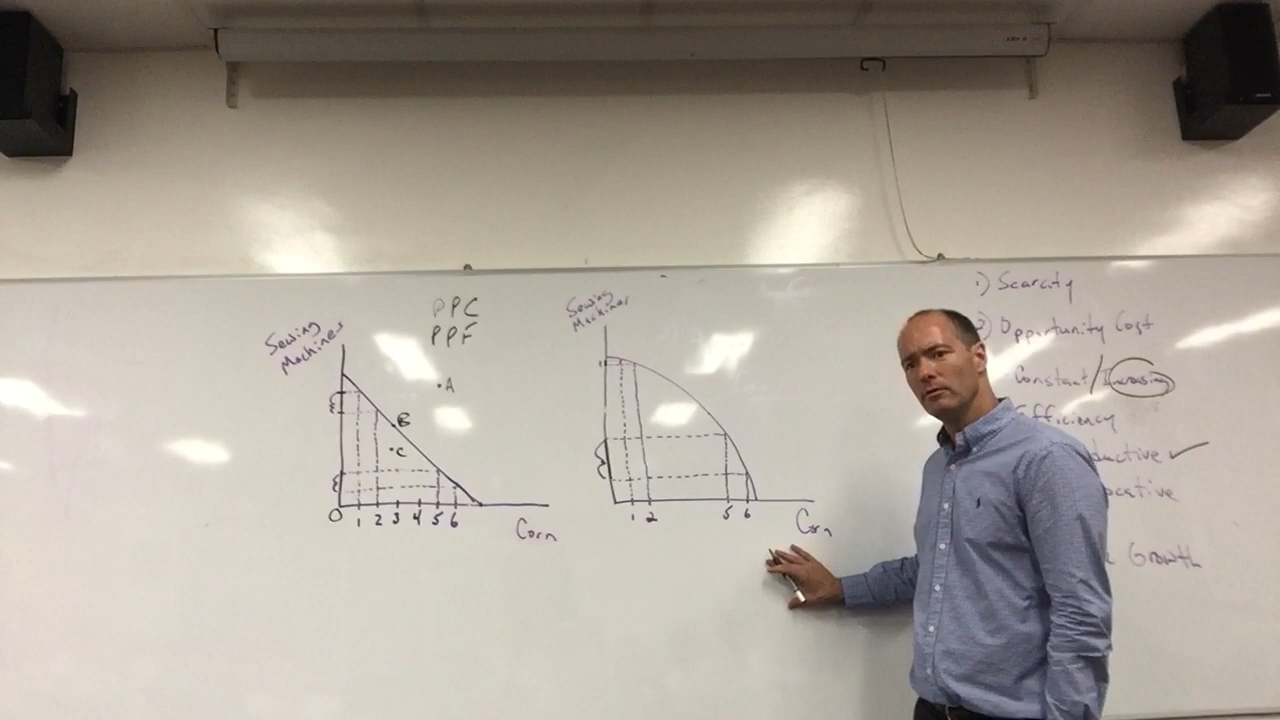 PPC
PPF
Sewing
Machines
A
B
C
0 1 2 3 4 5 6
Corn
Sewing
Machines
1 2 5 6
Corn
1) Scarcity
2) Opportunity Cost
Constant/Increasing
Efficiency
Growth